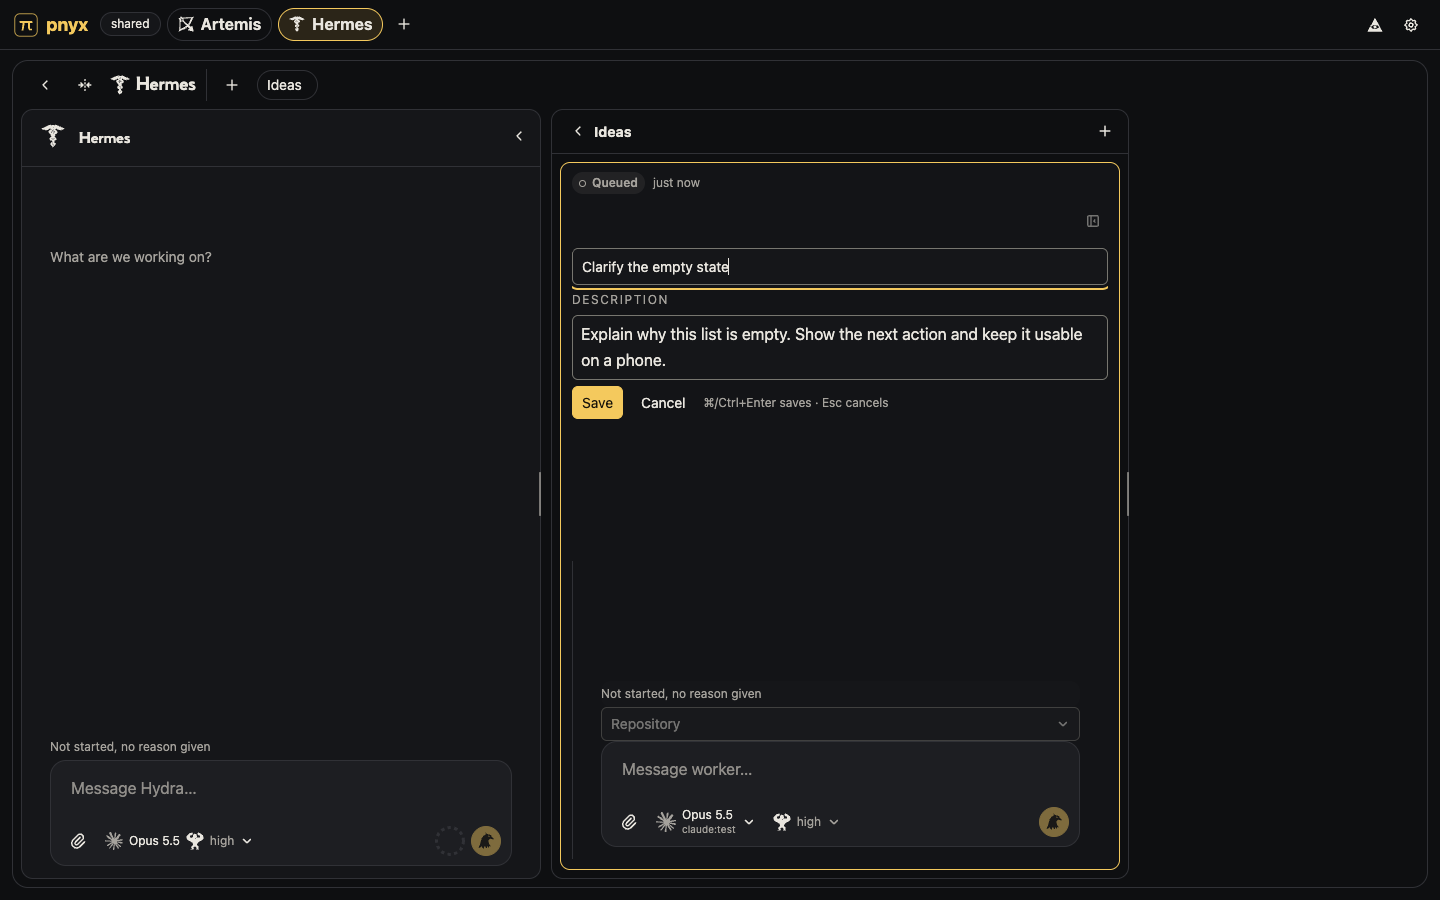 π pnyx shared Artemis Hermes
Hermes Ideas
Hermes
What are we working on?
Not started, no reason given
Message Hydra...
Opus 5.5 high
Ideas
Queued just now
Clarify the empty state
DESCRIPTION
Explain why this list is empty. Show the next action and keep it usable
on a phone.
Save Cancel ⌘/Ctrl+Enter saves · Esc cancels
Not started, no reason given
Repository
Message worker...
Opus 5.5 high
claude:test